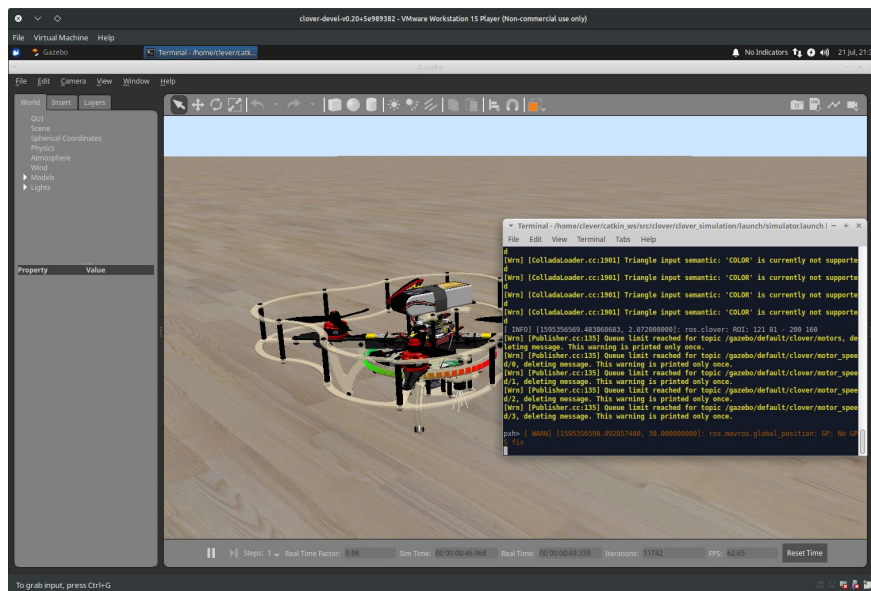 clover-devel-v0.20+5e989382 - VMware Workstation 15 Player (Non-commercial use only)
File Virtual Machine Help
Gazebo Terminal - /home/clever/catk... No Indicators 21 Jul, 21:3
Gazebo
File Edit Camera View Window Help
World Insert Layers
GUI
Scene
Spherical Coordinates
Physics
Atmosphere
Wind
Models
Lights
Property Value
Terminal - /home/clever/catkin_ws/src/clover/clover_simulation/launch/simulator.launch
File Edit View Terminal Tabs Help
d
[Wrn] [ColladaLoader.cc:1901] Triangle input semantic: 'COLOR' is currently not supporte
d
[Wrn] [ColladaLoader.cc:1901] Triangle input semantic: 'COLOR' is currently not supporte
d
[Wrn] [ColladaLoader.cc:1901] Triangle input semantic: 'COLOR' is currently not supporte
d
[Wrn] [ColladaLoader.cc:1901] Triangle input semantic: 'COLOR' is currently not supporte
d
[ INFO] [1595356569.483868683, 2.072000000]: ros.clover: ROI: 121 81 - 200 160
[Wrn] [Publisher.cc:135] Queue limit reached for topic /gazebo/default/clover/motors, de
leting message. This warning is printed only once.
[Wrn] [Publisher.cc:135] Queue limit reached for topic /gazebo/default/clover/motor_spee
d/0, deleting message. This warning is printed only once.
[Wrn] [Publisher.cc:135] Queue limit reached for topic /gazebo/default/clover/motor_spee
d/1, deleting message. This warning is printed only once.
[Wrn] [Publisher.cc:135] Queue limit reached for topic /gazebo/default/clover/motor_spee
d/2, deleting message. This warning is printed only once.
[Wrn] [Publisher.cc:135] Queue limit reached for topic /gazebo/default/clover/motor_spee
d/3, deleting message. This warning is printed only once.
pxh> [ WARN] [1595356598.092857480, 30.000000000]: ros.mavros.global_position: GP: No GP
S fix
Steps: 1 Real Time Factor: 0.98 Sim Time: 00 00:00:46.968 Real Time: 00 00:00:49.339 Iterations: 11742 FPS: 62.65 Reset Time
To grab input, press Ctrl+G